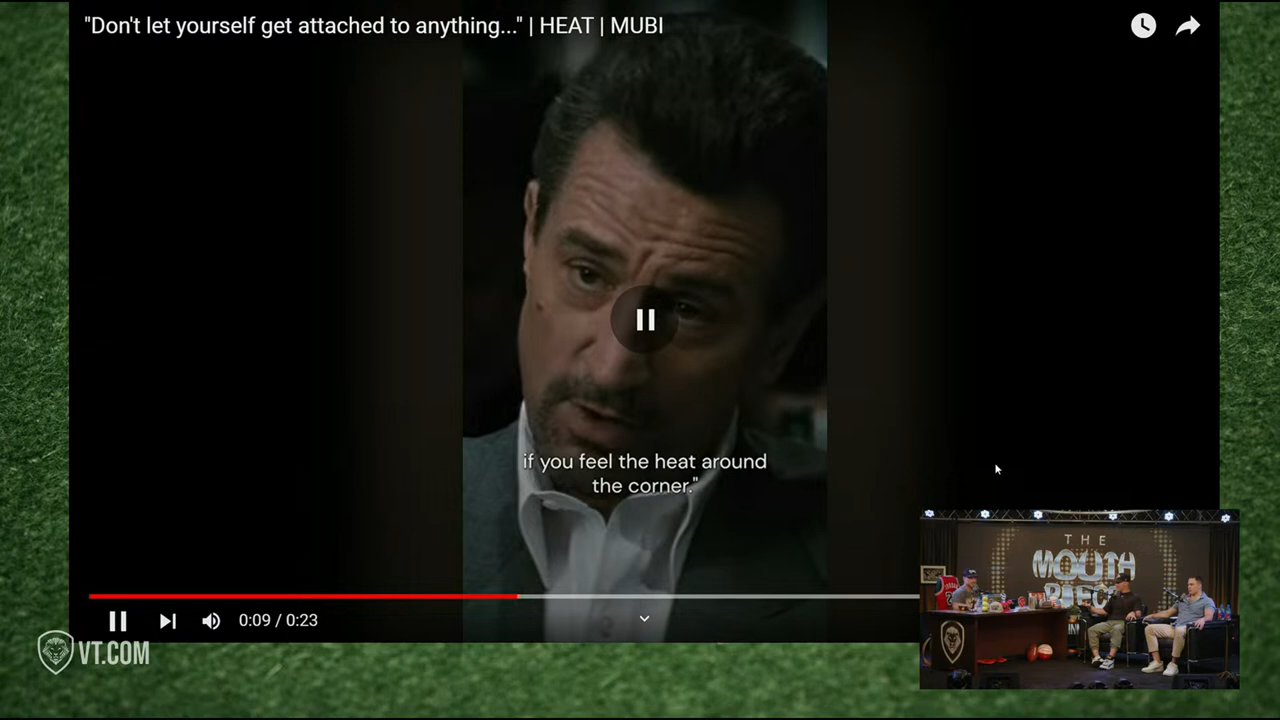 "Don't let yourself get attached to anything..." | HEAT | MUBI
if you feel the heat around
the corner."
0:09 / 0:23
VT.COM
THE
MOUTH
PIECE